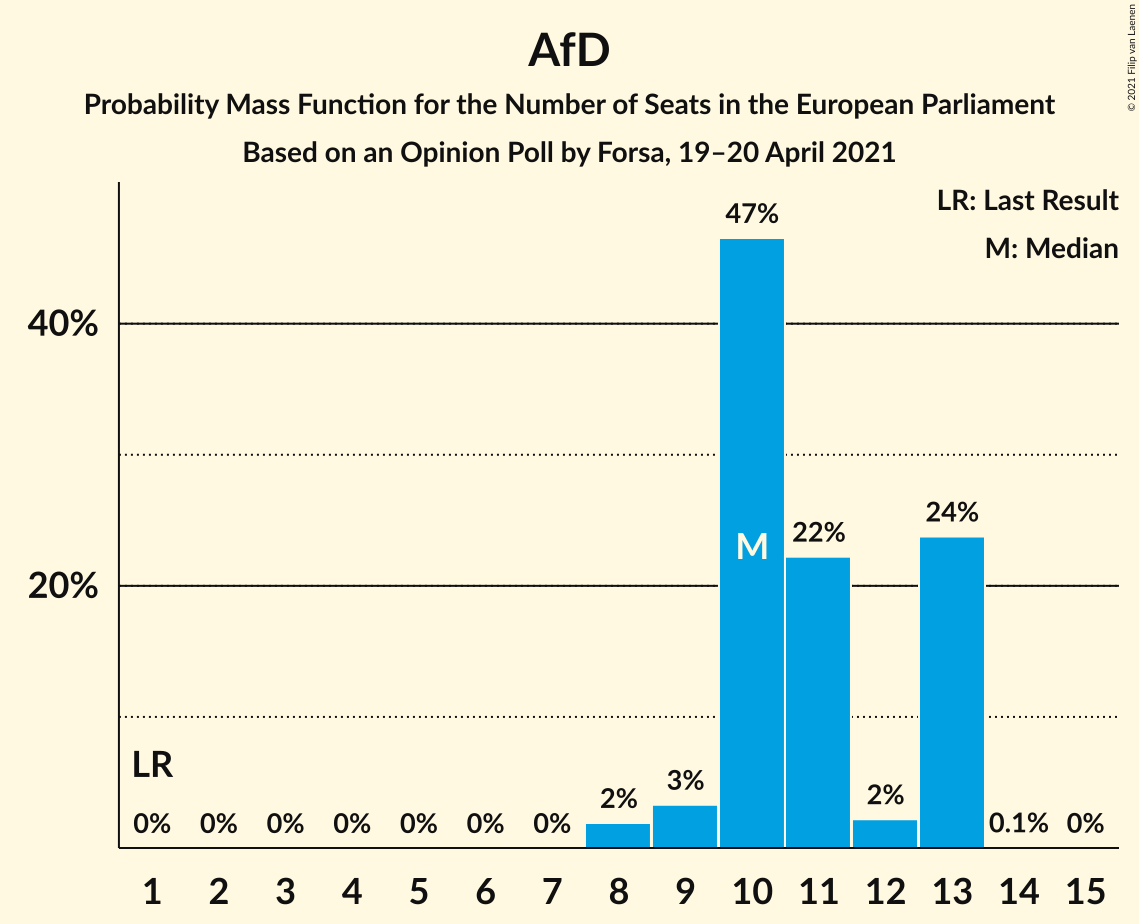 AfD
Probability Mass Function for the Number of Seats in the European Parliament
Based on an Opinion Poll by Forsa, 19–20 April 2021
© 2021 Filip van Laenen
LR: Last Result
M: Median
47%
40%
24%
22%
M
20%
LR
3%
2%
2%
0% 0% 0% 0% 0% 0% 0% 0.1% 0%
1 2 3 4 5 6 7 8 9 10 11 12 13 14 15